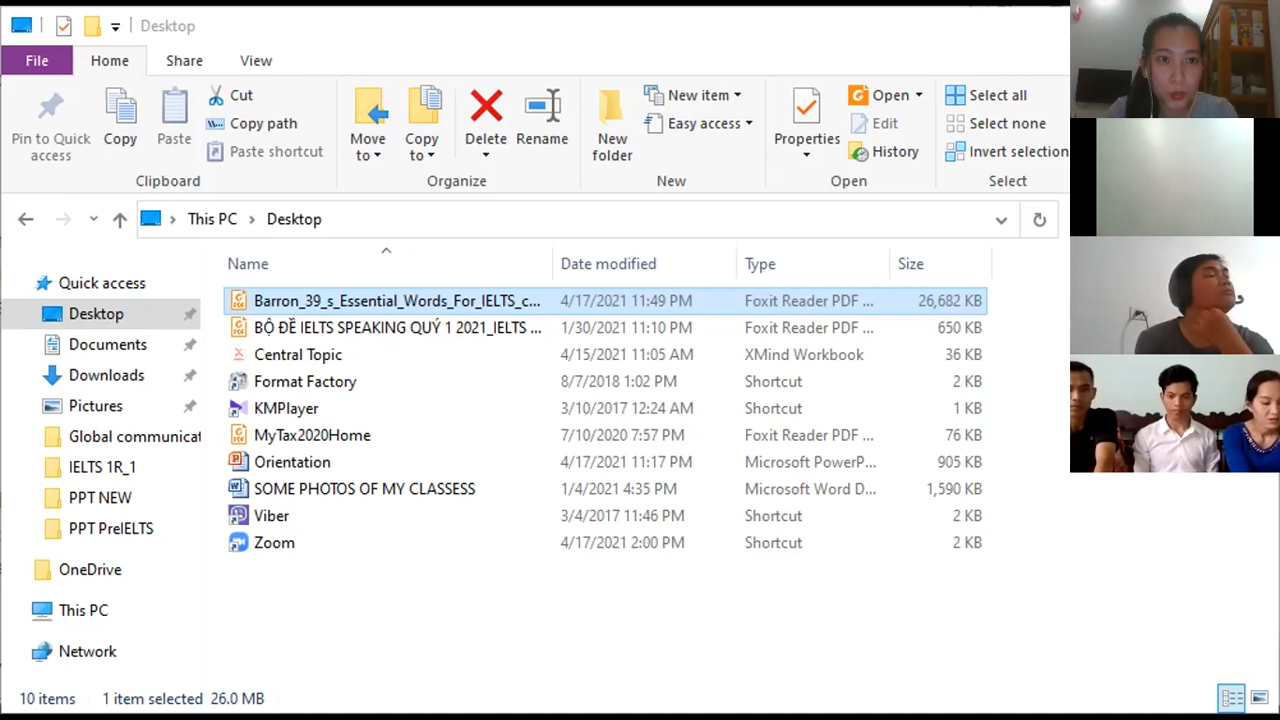 Desktop
File Home Share View
Pin to Quick access
Copy
Paste
Cut
Copy path
Paste shortcut
Clipboard
Move to
Copy to
Delete
Rename
Organize
New folder
New item
Easy access
New
Properties
Open
Edit
History
Open
Select all
Select none
Invert selection
Select
This PC > Desktop
Name Date modified Type Size
Quick access
Desktop
Documents
Downloads
Pictures
Global communicat
IELTS 1R_1
PPT NEW
PPT PreIELTS
OneDrive
This PC
Network
Barron_39_s_Essential_Words_For_IELTS_c... 4/17/2021 11:49 PM Foxit Reader PDF ... 26,682 KB
BỘ ĐỀ IELTS SPEAKING QUÝ 1 2021_IELTS ... 1/30/2021 11:10 PM Foxit Reader PDF ... 650 KB
Central Topic 4/15/2021 11:05 AM XMind Workbook 36 KB
Format Factory 8/7/2018 1:02 PM Shortcut 2 KB
KMPlayer 3/10/2017 12:24 AM Shortcut 1 KB
MyTax2020Home 7/10/2020 7:57 PM Foxit Reader PDF ... 76 KB
Orientation 4/17/2021 11:17 PM Microsoft PowerP... 905 KB
SOME PHOTOS OF MY CLASSESS 1/4/2021 4:35 PM Microsoft Word D... 1,590 KB
Viber 3/4/2017 11:46 PM Shortcut 2 KB
Zoom 4/17/2021 2:00 PM Shortcut 2 KB
10 items 1 item selected 26.0 MB